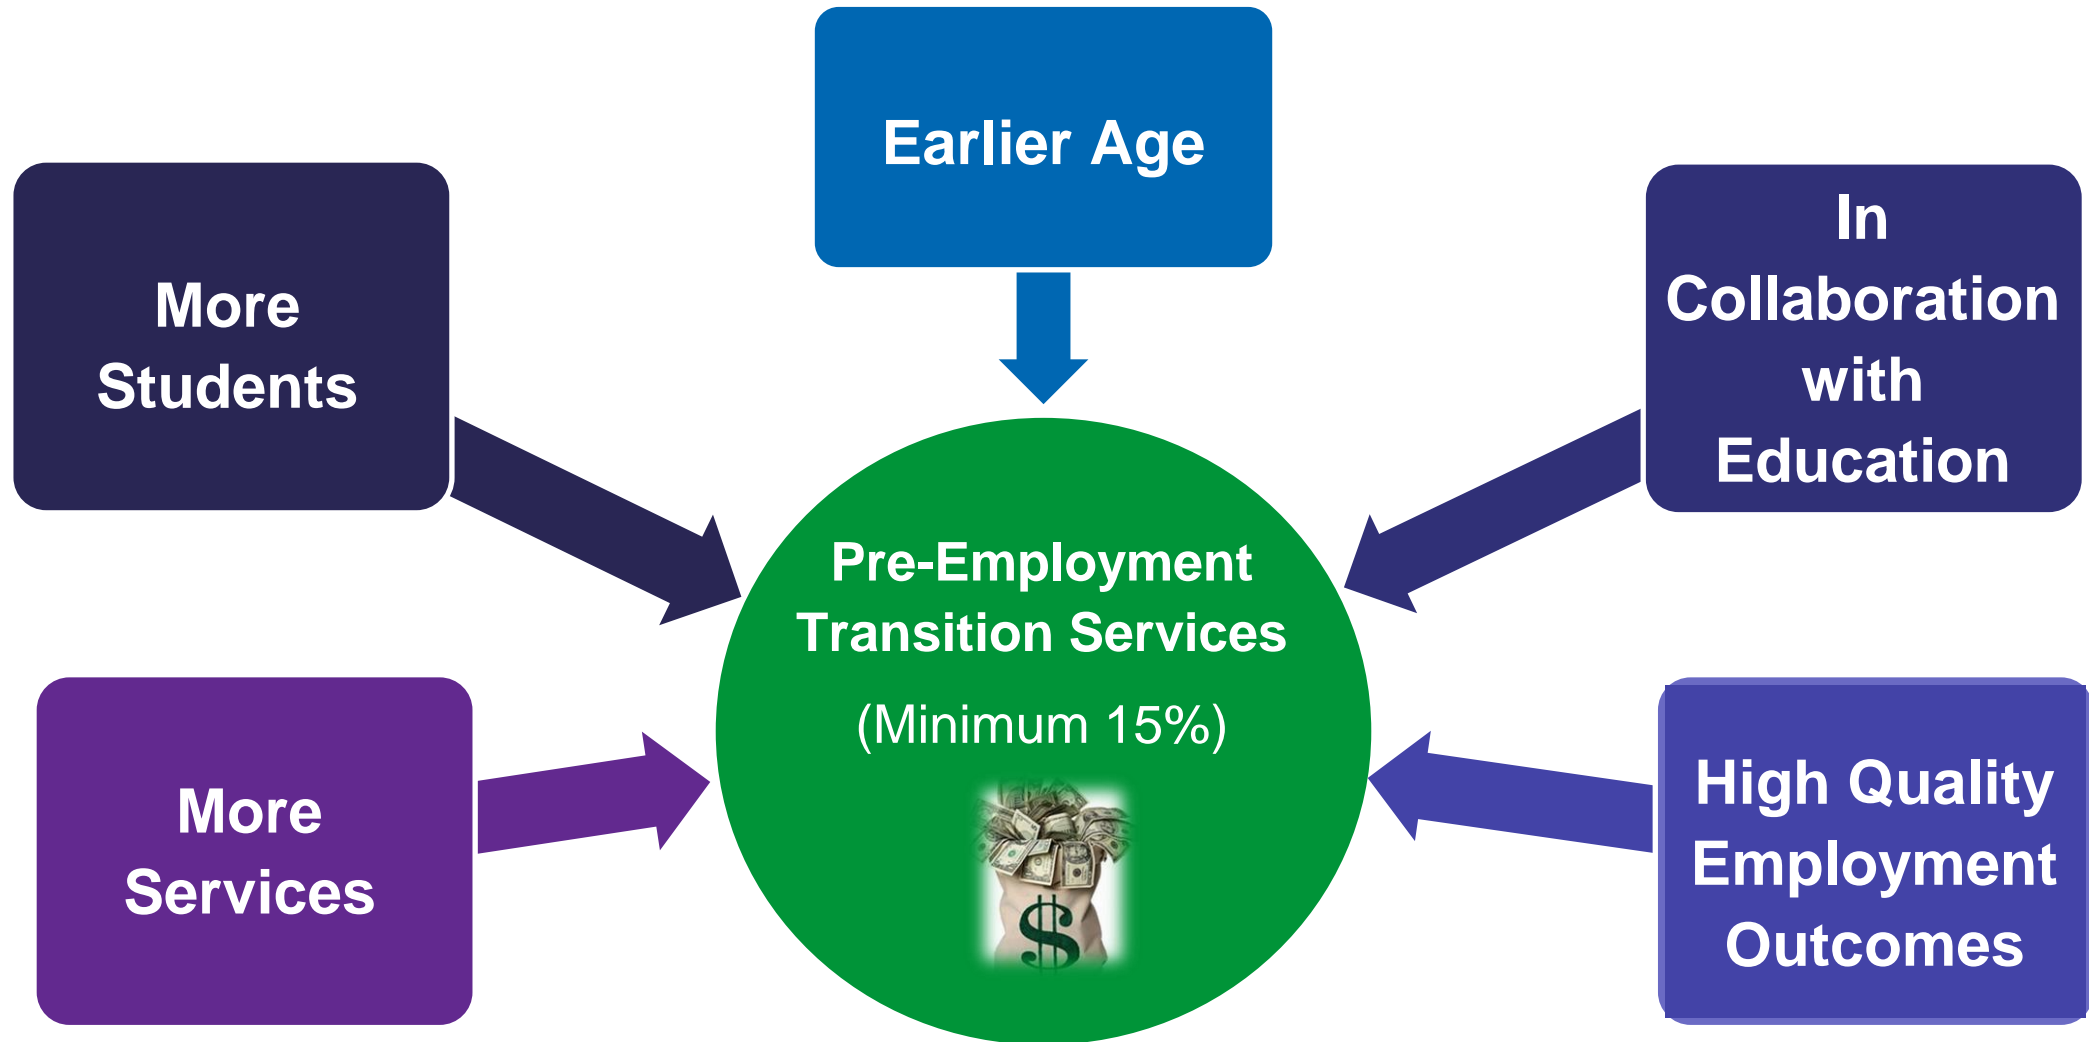 Earlier Age
More
Students
In
Collaboration
with
Education
Pre-Employment
Transition Services
(Minimum 15%)
$
More
Services
High Quality
Employment
Outcomes